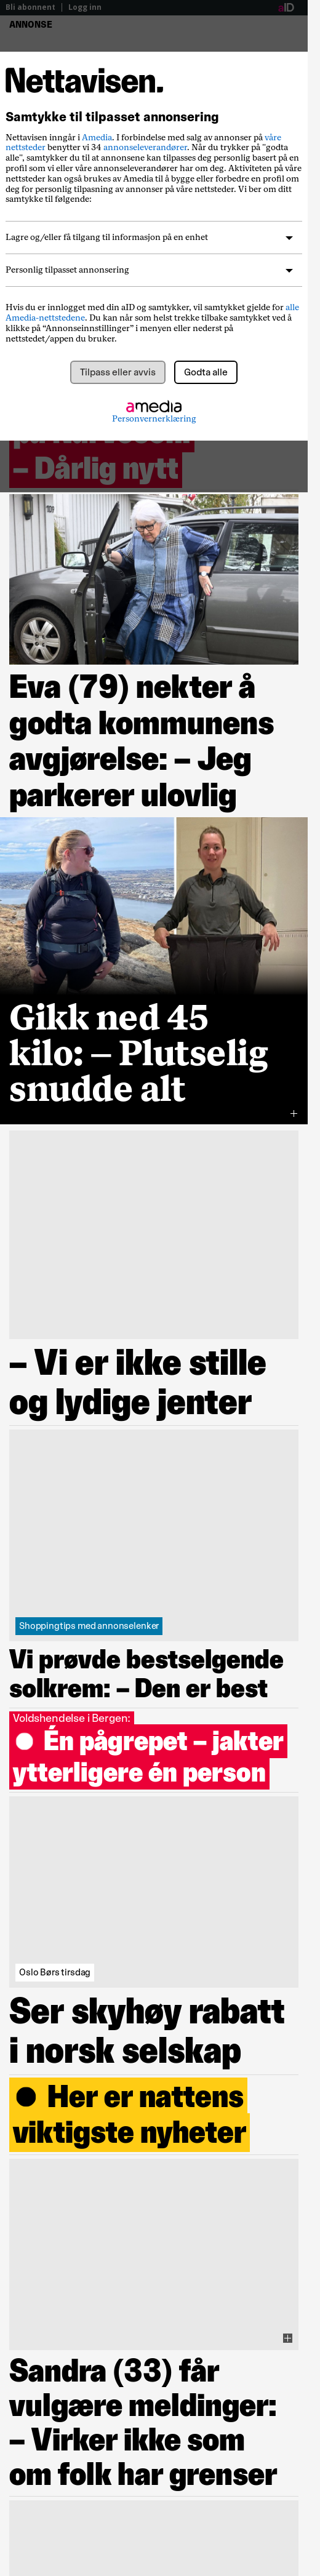 Bli abonnent | Logg inn
aID
ANNONSE
Nettavisen.
Samtykke til tilpasset annonsering
Nettavisen inngår i Amedia. I forbindelse med salg av annonser på våre
nettsteder benytter vi 34 annonseleverandører. Når du trykker på "godta
alle", samtykker du til at annonsene kan tilpasses deg personlig basert på en
profil som vi eller våre annonseleverandører har om deg. Aktiviteten på våre
nettsteder kan også brukes av Amedia til å bygge eller forbedre en profil om
deg for personlig tilpasning av annonser på våre nettsteder. Vi ber om ditt
samtykke til følgende:
Lagre og/eller få tilgang til informasjon på en enhet
Personlig tilpasset annonsering
Hvis du er innlogget med din aID og samtykker, vil samtykket gjelde for alle
Amedia-nettstedene. Du kan når som helst trekke tilbake samtykket ved å
klikke på “Annonseinnstillinger” i menyen eller nederst på
nettstedet/appen du bruker.
Tilpass eller avvis
Godta alle
amedia
Personvernerklæring
– Dårlig nytt
Eva (79) nekter å
godta kommunens
avgjørelse: – Jeg
parkerer ulovlig
Gikk ned 45
kilo: – Plutselig
snudde alt
– Vi er ikke stille
og lydige jenter
Shoppingtips med annonselenker
Vi prøvde bestselgende
solkrem: – Den er best
Voldshendelse i Bergen:
Én pågrepet – jakter
ytterligere én person
Oslo Børs tirsdag
Ser skyhøy rabatt
i norsk selskap
Her er nattens
viktigste nyheter
Sandra (33) får
vulgære meldinger:
– Virker ikke som
om folk har grenser